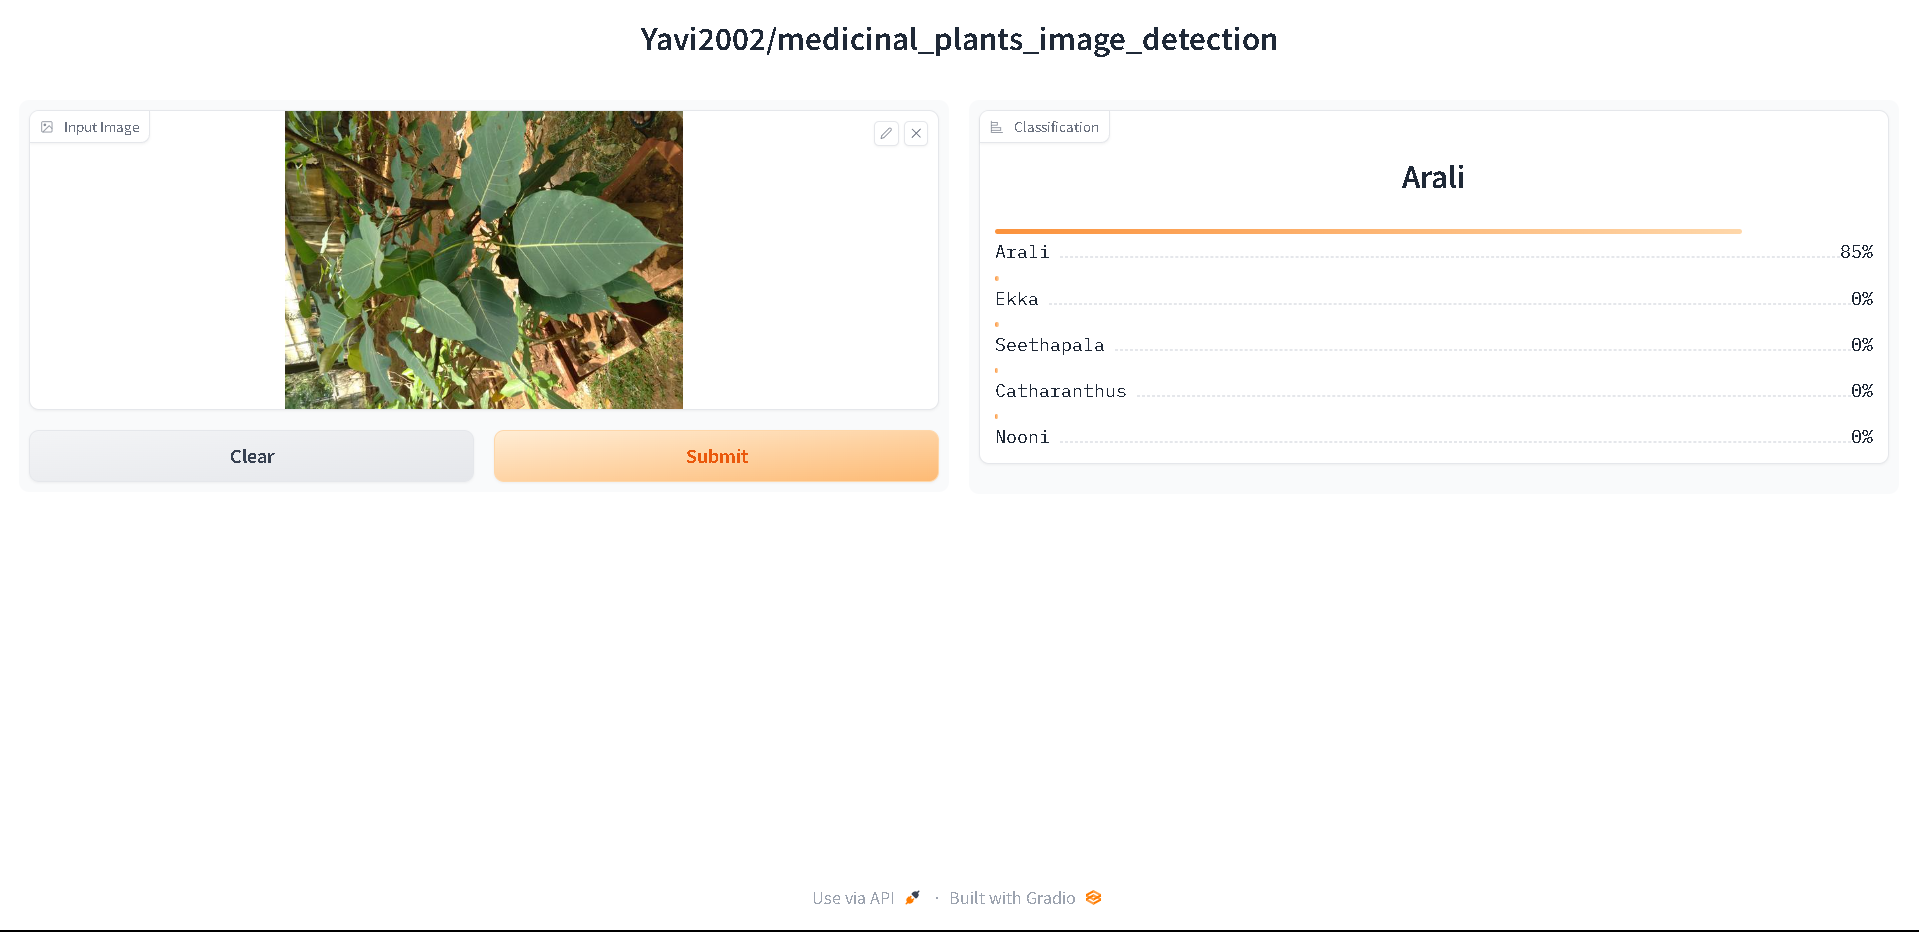 Yavi2002/medicinal_plants_image_detection
Input Image
Clear
Submit
Classification
Arali
Arali 85%
Ekka 0%
Seethapala 0%
Catharanthus 0%
Nooni 0%
Use via API · Built with Gradio